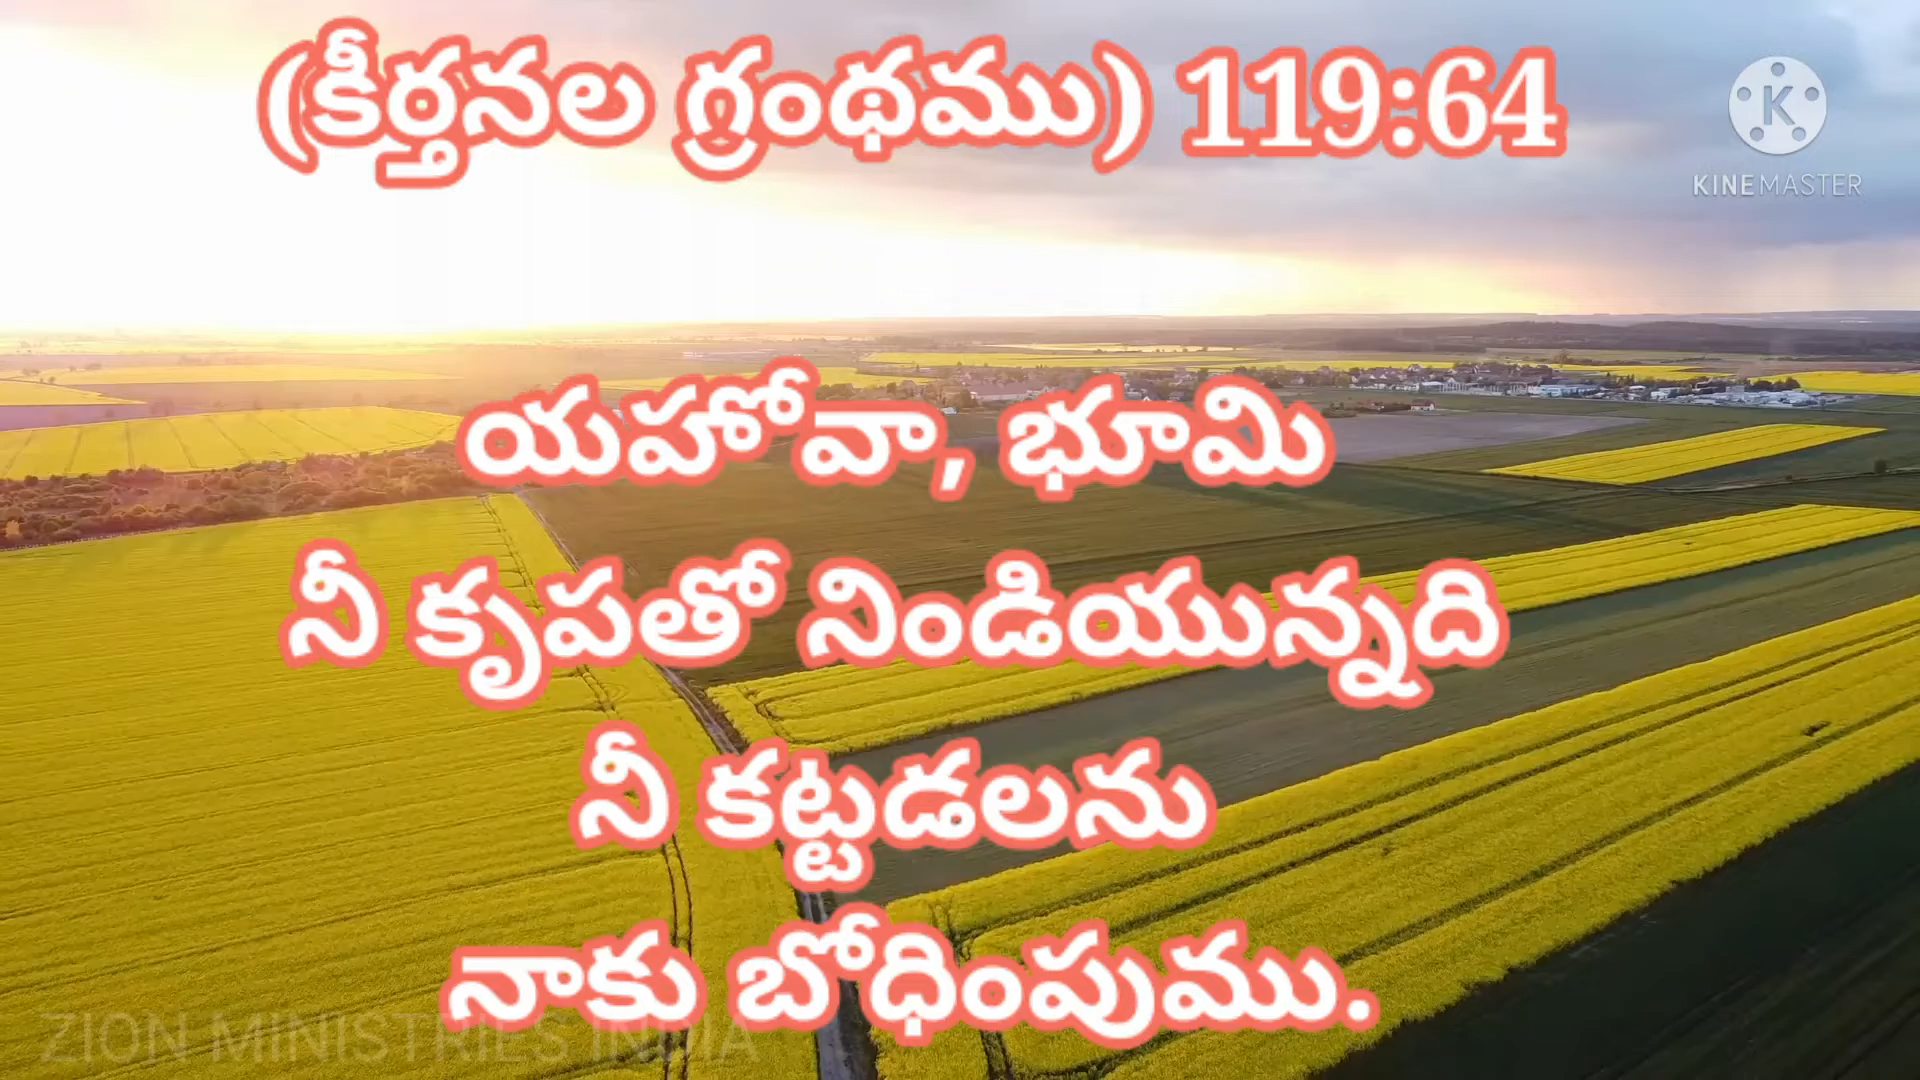 (కీర్తనల గ్రంథము) 119:64
KINEMASTER
యహోవా, భూమి
నీ కృపతో నిండియున్నది
నీ కట్టడలను
నాకు బోధింపుము.
ZION MINISTRIES INDIA